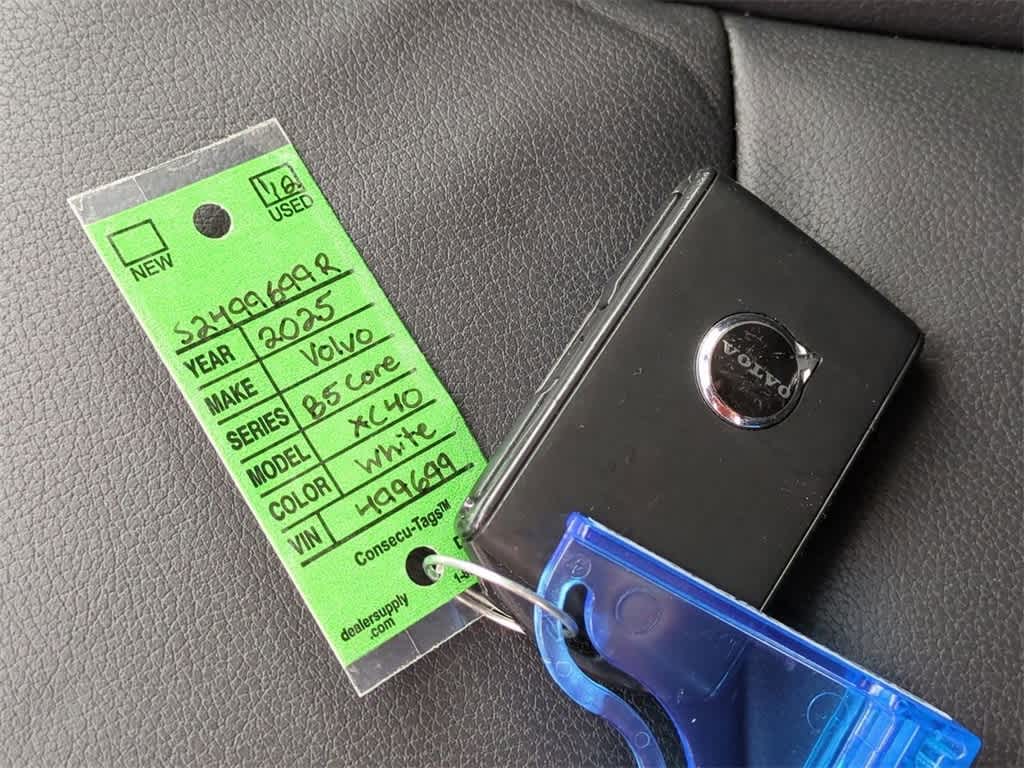 1/12
USED
NEW
S2499699R
YEAR 2025
MAKE Volvo
SERIES B5 Core
MODEL XC40
COLOR White
VIN 499699
Consecu-Tags™
dealersupply
.com
VOLVO